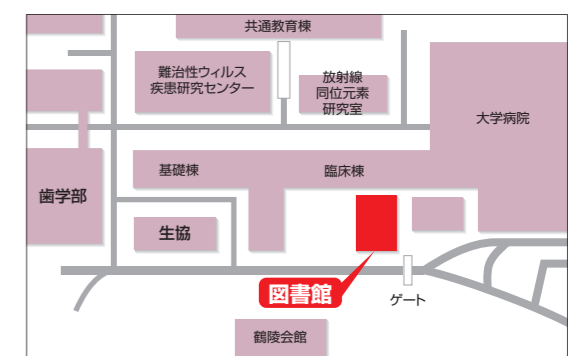 共通教育棟
難治性ウィルス
疾患研究センター
放射線
同位元素
研究室
大学病院
基礎棟
臨床棟
歯学部
生協
図書館
ゲート
鶴陵会館